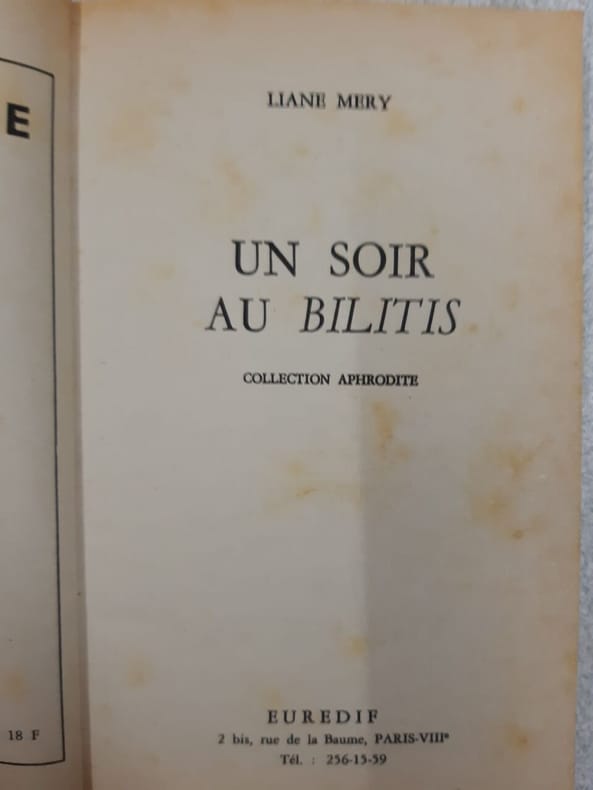 E
18 F
LIANE MERY
UN SOIR
AU BILITIS
COLLECTION APHRODITE
EUREDIF
2 bis, rue de la Baume, PARIS-VIIIᵉ
Tél. : 256-15-59